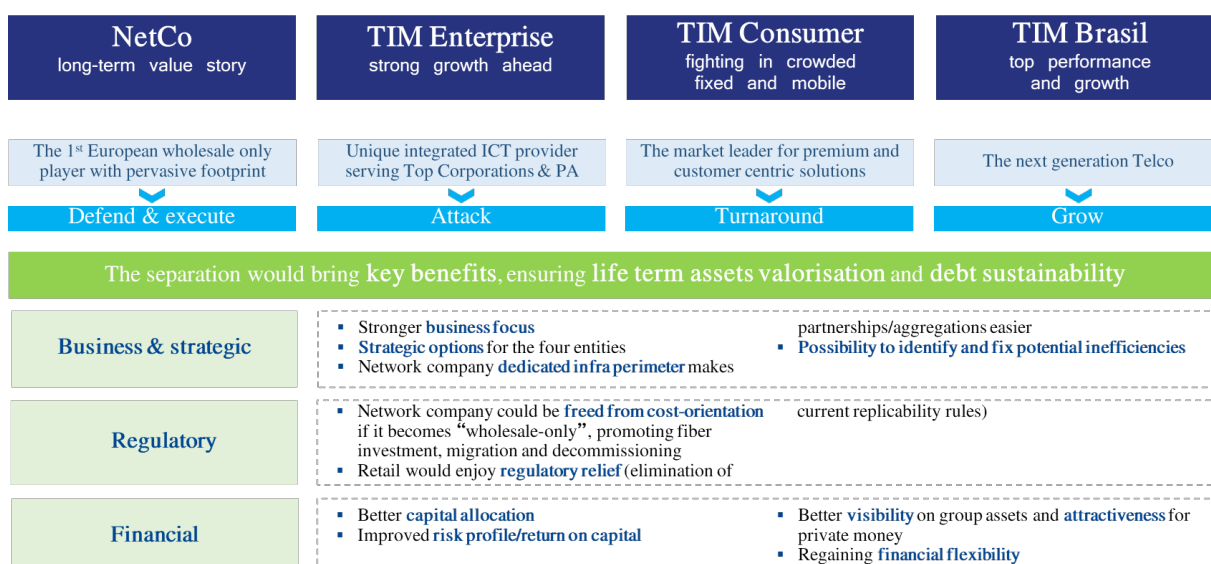 NetCo
long-term value story
TIM Enterprise
strong growth ahead
TIM Consumer
fighting in crowded
fixed and mobile
TIM Brasil
top performance
and growth
The 1st European wholesale only
player with pervasive footprint
Unique integrated ICT provider
serving Top Corporations & PA
The market leader for premium and
customer centric solutions
The next generation Telco
Defend & execute
Attack
Turnaround
Grow
The separation would bring key benefits, ensuring life term assets valorisation and debt sustainability
Business & strategic
▪ Stronger business focus
▪ Strategic options for the four entities
▪ Network company dedicated infra perimeter makes
partnerships/aggregations easier
▪ Possibility to identify and fix potential inefficiencies
Regulatory
▪ Network company could be freed from cost-orientation
if it becomes “wholesale-only”, promoting fiber
investment, migration and decommissioning
▪ Retail would enjoy regulatory relief (elimination of
current replicability rules)
Financial
▪ Better capital allocation
▪ Improved risk profile/return on capital
▪ Better visibility on group assets and attractiveness for
private money
▪ Regaining financial flexibility